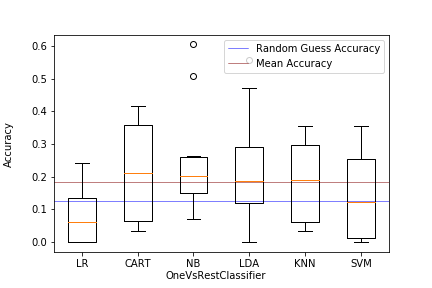 Random Guess Accuracy
Mean Accuracy
0.6
0.5
0.4
0.3
0.2
0.1
0.0
Accuracy
LR CART NB LDA KNN SVM
OneVsRestClassifier